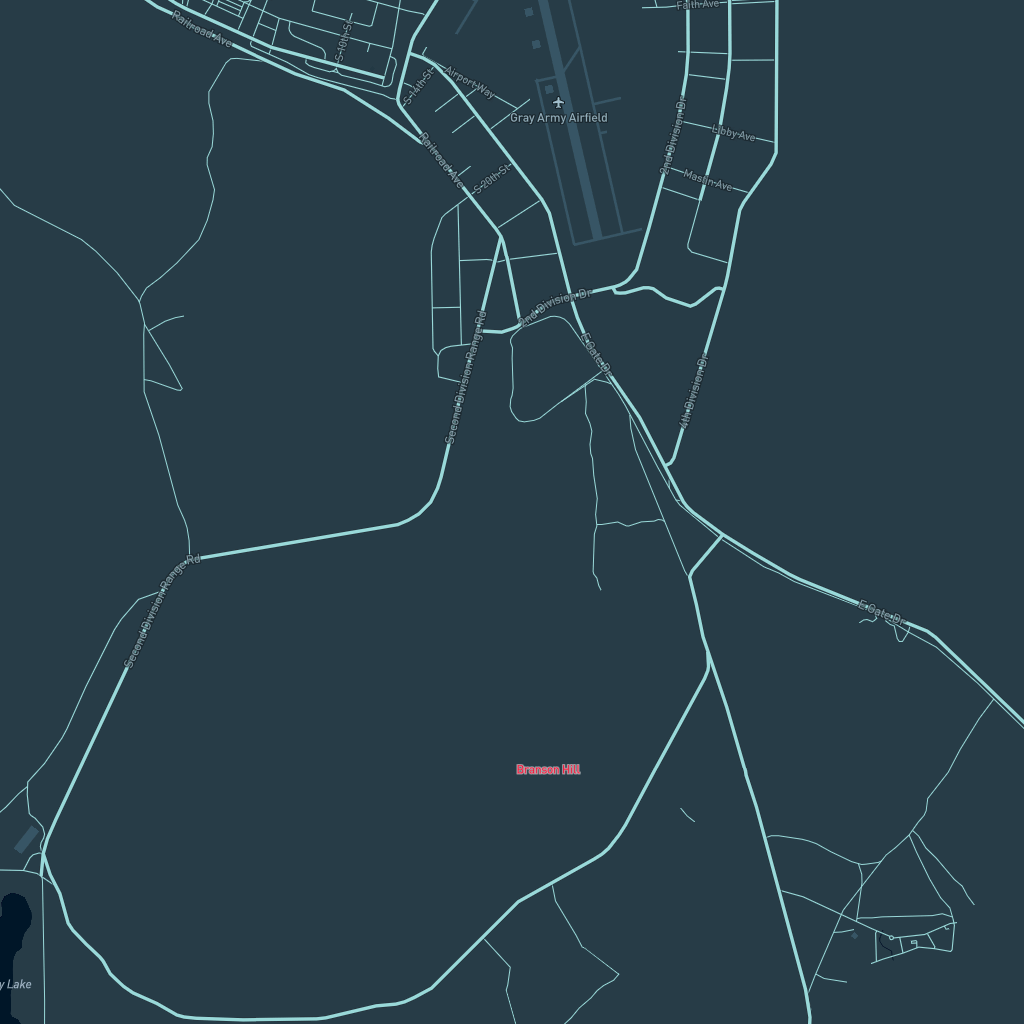 Faith Ave
Railroad Ave
S 10th St
S 14th St
Airport Way
Gray Army Airfield
Libby Ave
2nd Division Dr
Railroad Ave
S 20th St
Mastin Ave
2nd Division Dr
E Gate Dr
Second Division Range Rd
4th Division Dr
Second Division Range Rd
E Gate Dr
Branson Hill
y Lake